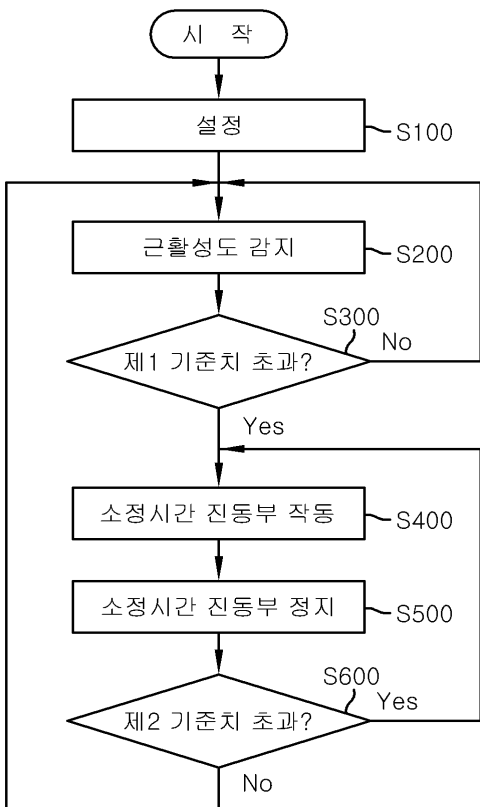 시 작
설정
S100
근활성도 감지
S200
S300
제1 기준치 초과?
No
Yes
소정시간 진동부 작동
S400
소정시간 진동부 정지
S500
S600
제2 기준치 초과?
Yes
No